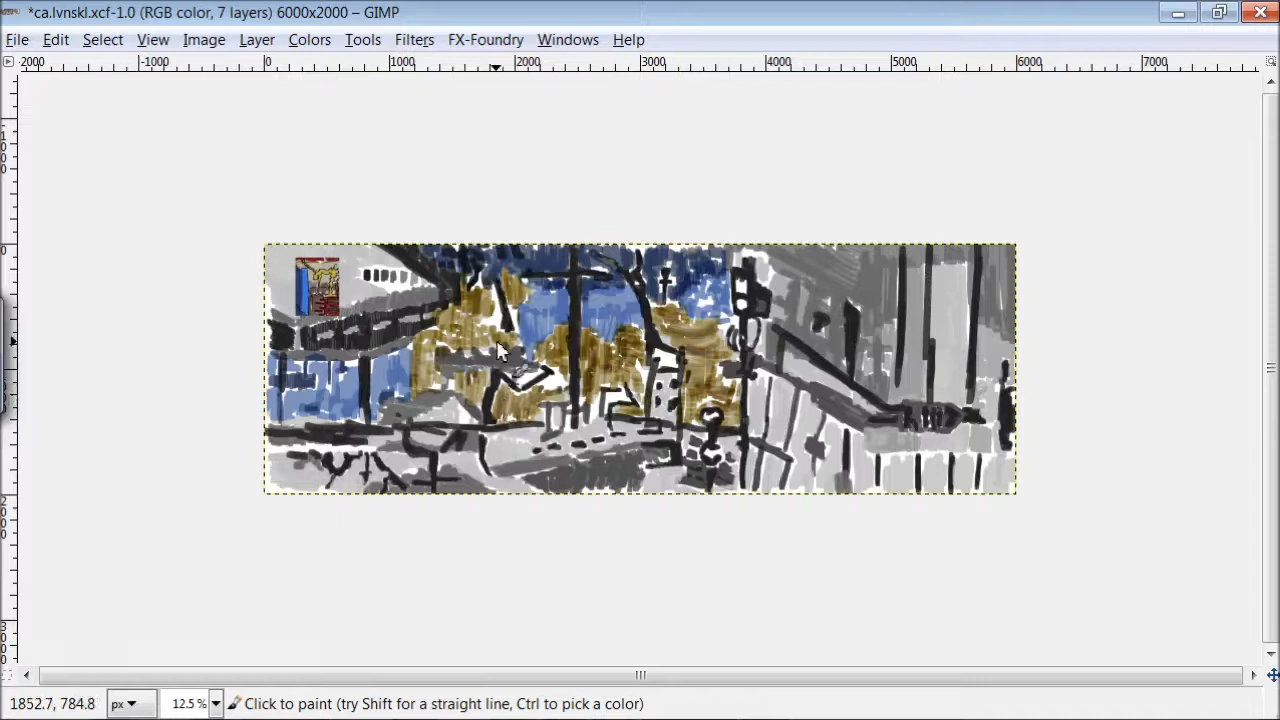 *ca.lvnskl.xcf-1.0 (RGB color, 7 layers) 6000x2000 – GIMP
File Edit Select View Image Layer Colors Tools Filters FX-Foundry Windows Help
-2000 -1000 0 1000 2000 3000 4000 5000 6000 7000
1852.7, 784.8 px 12.5 % Click to paint (try Shift for a straight line, Ctrl to pick a color)